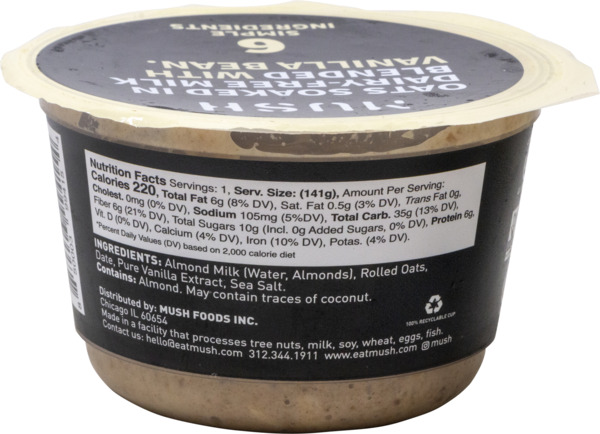 MUSH
OATS SOAKED IN
DAIRY-FREE MILK
BLENDED WITH
VANILLA BEAN.
6
SIMPLE
INGREDIENTS
Nutrition Facts Servings: 1, Serv. Size: (141g), Amount Per Serving:
Calories 220, Total Fat 6g (8% DV), Sat. Fat 0.5g (3% DV), Trans Fat 0g,
Cholest. 0mg (0% DV), Sodium 105mg (5%DV), Total Carb. 35g (13% DV),
Fiber 6g (21% DV), Total Sugars 10g (Incl. 0g Added Sugars, 0% DV), Protein 6g,
Vit. D (0% DV), Calcium (4% DV), Iron (10% DV), Potas. (4% DV).
*Percent Daily Values (DV) based on 2,000 calorie diet
INGREDIENTS: Almond Milk (Water, Almonds), Rolled Oats,
Date, Pure Vanilla Extract, Sea Salt.
Contains: Almond. May contain traces of coconut.
Distributed by: MUSH FOODS INC.
Chicago IL 60654
Made in a facility that processes tree nuts, milk, soy, wheat, eggs, fish.
Contact us: hello@eatmush.com 312.344.1911 www.eatmush.com mush
100% RECYCLABLE CUP